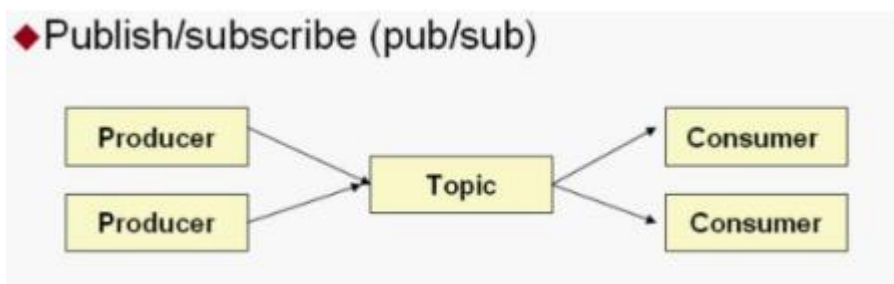 Publish/subscribe (pub/sub)
Producer
Consumer
Topic
Producer
Consumer